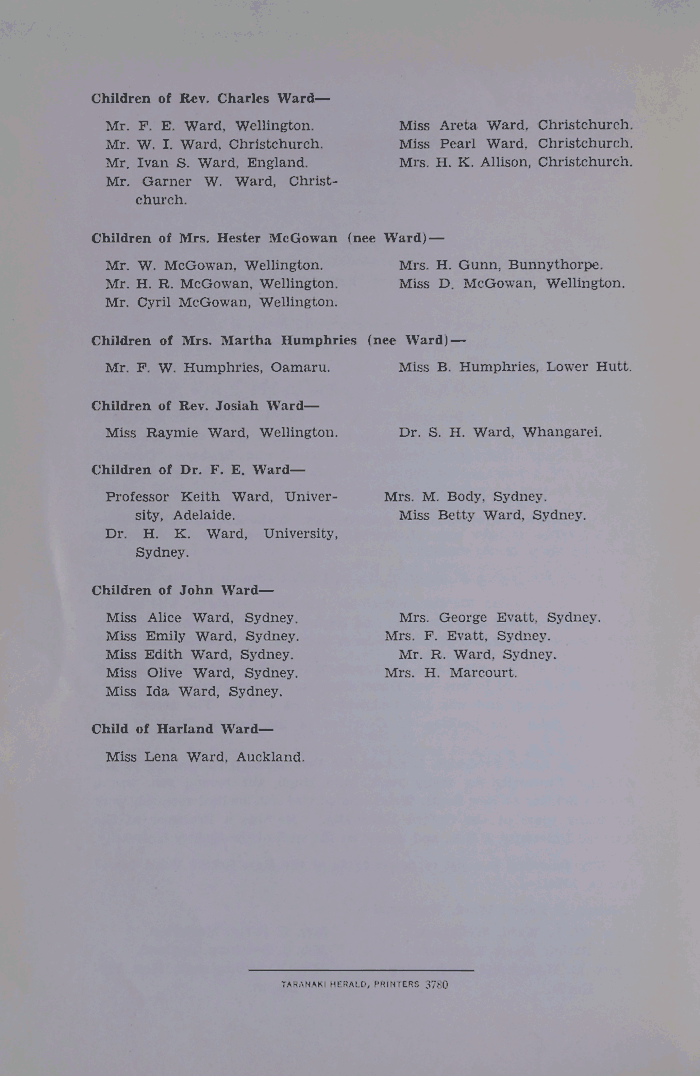 Children of Rev. Charles Ward—
Mr. F. E. Ward, Wellington.
Mr. W. I. Ward, Christchurch.
Mr. Ivan S. Ward, England.
Mr. Garner W. Ward, Christ-
church.
Miss Areta Ward, Christchurch.
Miss Pearl Ward, Christchurch.
Mrs. H. K. Allison, Christchurch.
Children of Mrs. Hester McGowan (nee Ward)—
Mr. W. McGowan, Wellington.
Mr. H. R. McGowan, Wellington.
Mr. Cyril McGowan, Wellington.
Mrs. H. Gunn, Bunnythorpe.
Miss D. McGowan, Wellington.
Children of Mrs. Martha Humphries (nee Ward)—
Mr. F. W. Humphries, Oamaru.
Miss B. Humphries, Lower Hutt.
Children of Rev. Josiah Ward—
Miss Raymie Ward, Wellington.
Dr. S. H. Ward, Whangarei.
Children of Dr. F. E. Ward—
Professor Keith Ward, Univer-
sity, Adelaide.
Dr. H. K. Ward, University,
Sydney.
Mrs. M. Body, Sydney.
Miss Betty Ward, Sydney.
Children of John Ward—
Miss Alice Ward, Sydney.
Miss Emily Ward, Sydney.
Miss Edith Ward, Sydney.
Miss Olive Ward, Sydney.
Miss Ida Ward, Sydney.
Mrs. George Evatt, Sydney.
Mrs. F. Evatt, Sydney.
Mr. R. Ward, Sydney.
Mrs. H. Marcourt.
Child of Harland Ward—
Miss Lena Ward, Auckland.
TARANAKI HERALD, PRINTERS 3780